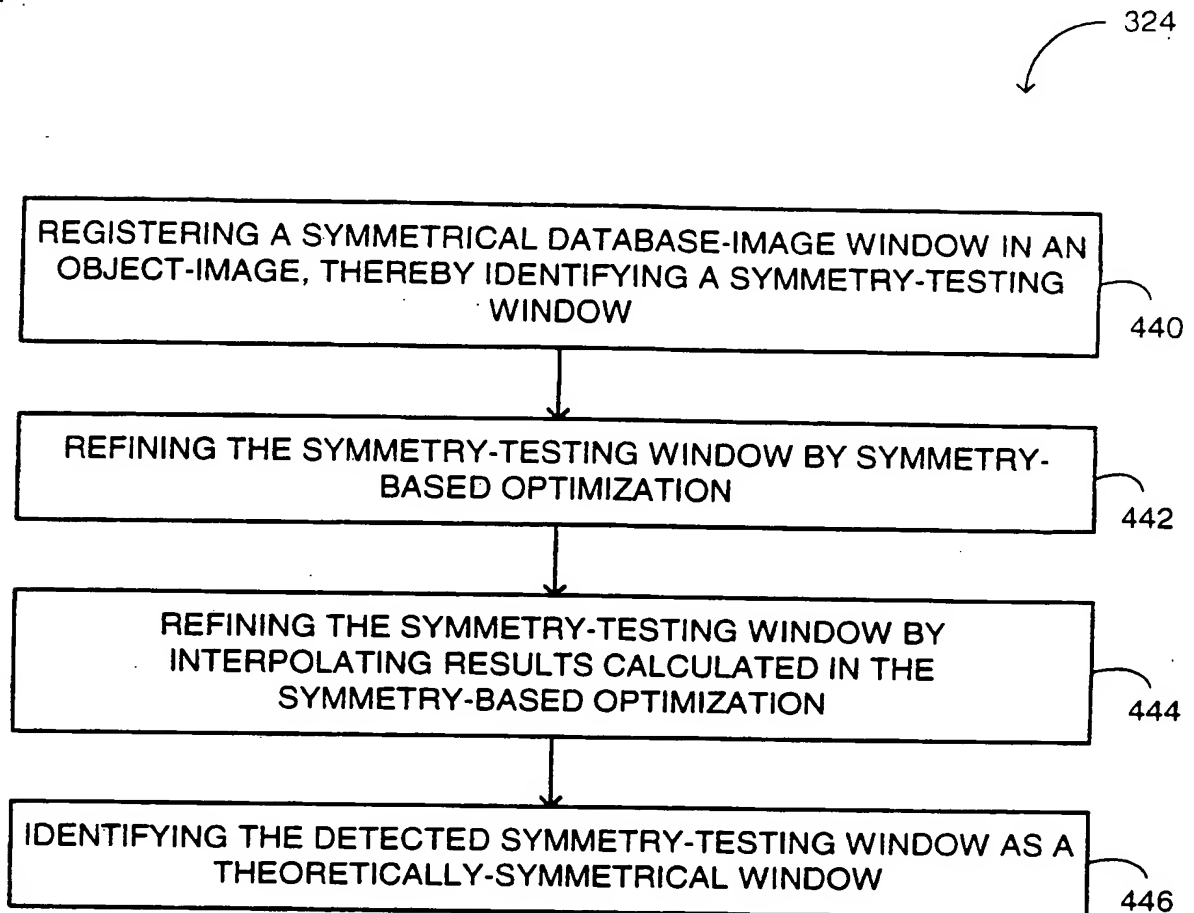 324
REGISTERING A SYMMETRICAL DATABASE-IMAGE WINDOW IN AN
OBJECT-IMAGE, THEREBY IDENTIFYING A SYMMETRY-TESTING
WINDOW
440
REFINING THE SYMMETRY-TESTING WINDOW BY SYMMETRY-
BASED OPTIMIZATION
442
REFINING THE SYMMETRY-TESTING WINDOW BY
INTERPOLATING RESULTS CALCULATED IN THE
SYMMETRY-BASED OPTIMIZATION
444
IDENTIFYING THE DETECTED SYMMETRY-TESTING WINDOW AS A
THEORETICALLY-SYMMETRICAL WINDOW
446